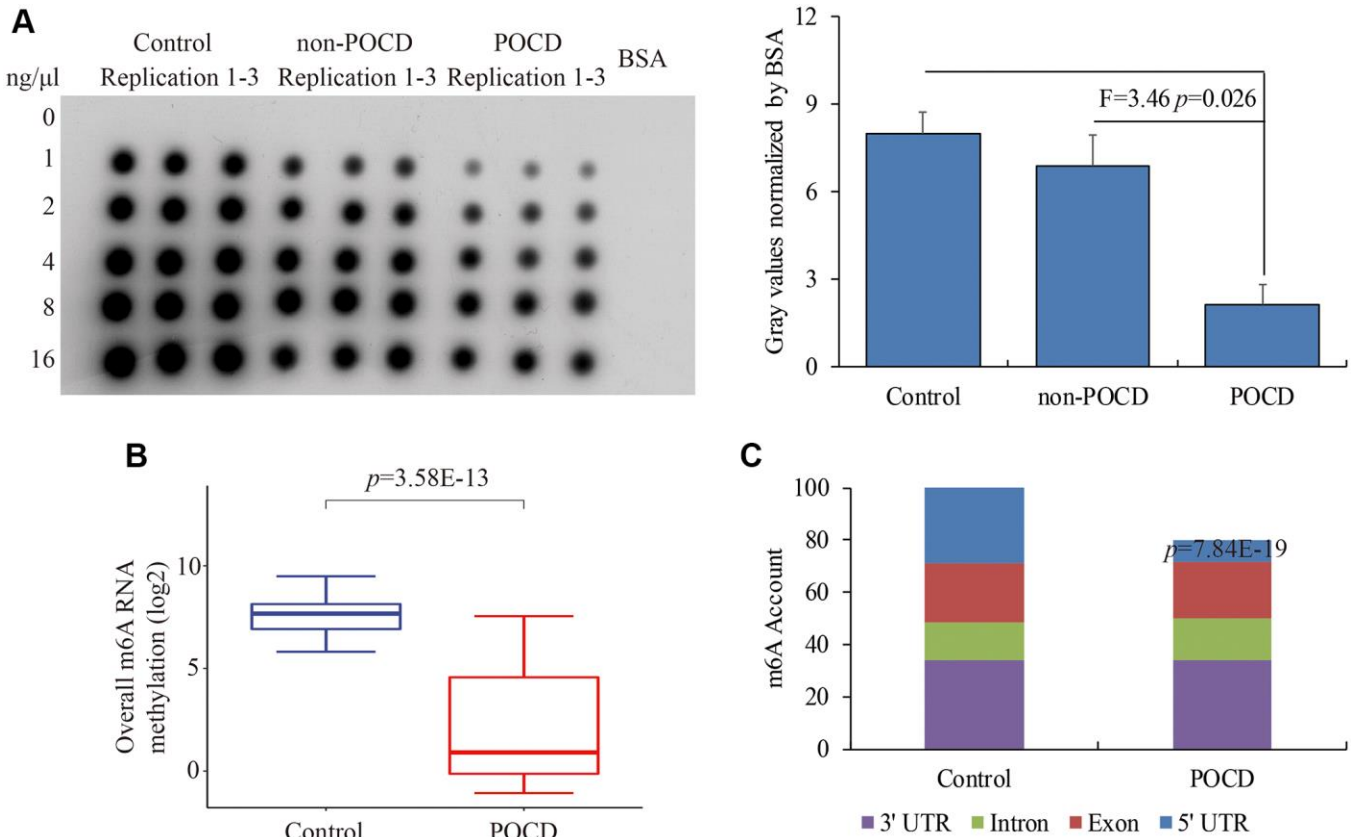 A
Control non-POCD POCD BSA
ng/μl Replication 1-3 Replication 1-3 Replication 1-3
0
1
2
4
8
16
Gray values normalized by BSA
12
9
6
3
0
F=3.46 p=0.026
Control non-POCD POCD
B
Overall m6A RNA
methylation (log2)
10
5
0
p=3.58E-13
Control POCD
C
m6A Account
100
80
60
40
20
0
p=7.84E-19
Control POCD
3' UTR Intron Exon 5' UTR